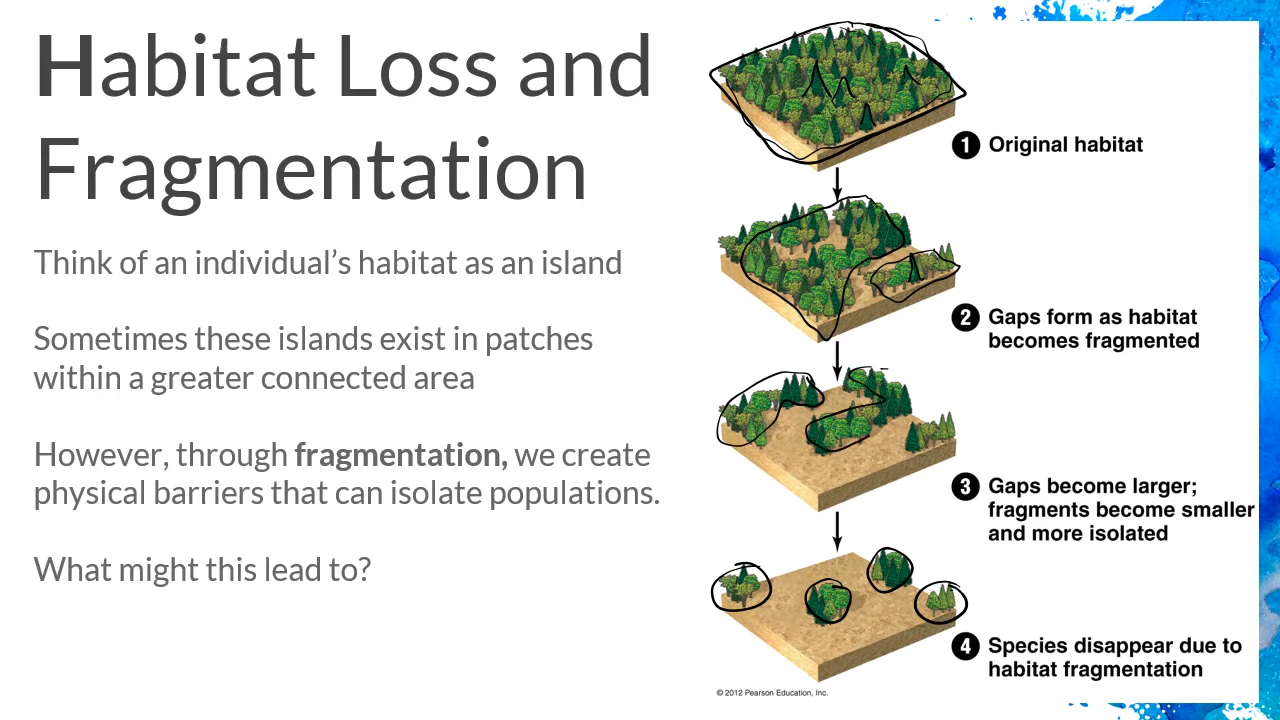 Habitat Loss and
Fragmentation
Think of an individual's habitat as an island
Sometimes these islands exist in patches
within a greater connected area
However, through fragmentation, we create
physical barriers that can isolate populations.
What might this lead to?
1 Original habitat
2 Gaps form as habitat
becomes fragmented
3 Gaps become larger;
fragments become smaller
and more isolated
4 Species disappear due to
habitat fragmentation
© 2012 Pearson Education, Inc.